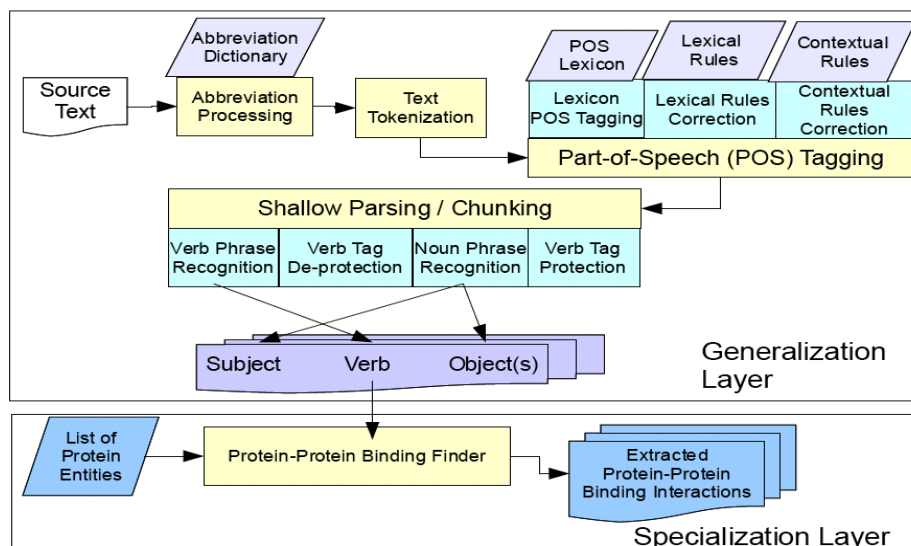 Abbreviation
Dictionary
POS
Lexicon
Lexical
Rules
Contextual
Rules
Source
Text
Abbreviation
Processing
Text
Tokenization
Lexicon
POS Tagging
Lexical Rules
Correction
Contextual
Rules
Correction
Part-of-Speech (POS) Tagging
Shallow Parsing / Chunking
Verb Phrase
Recognition
Verb Tag
De-protection
Noun Phrase
Recognition
Verb Tag
Protection
Subject
Verb
Object(s)
Generalization
Layer
List of
Protein
Entities
Protein-Protein Binding Finder
Extracted
Protein-Protein
Binding Interactions
Specialization Layer